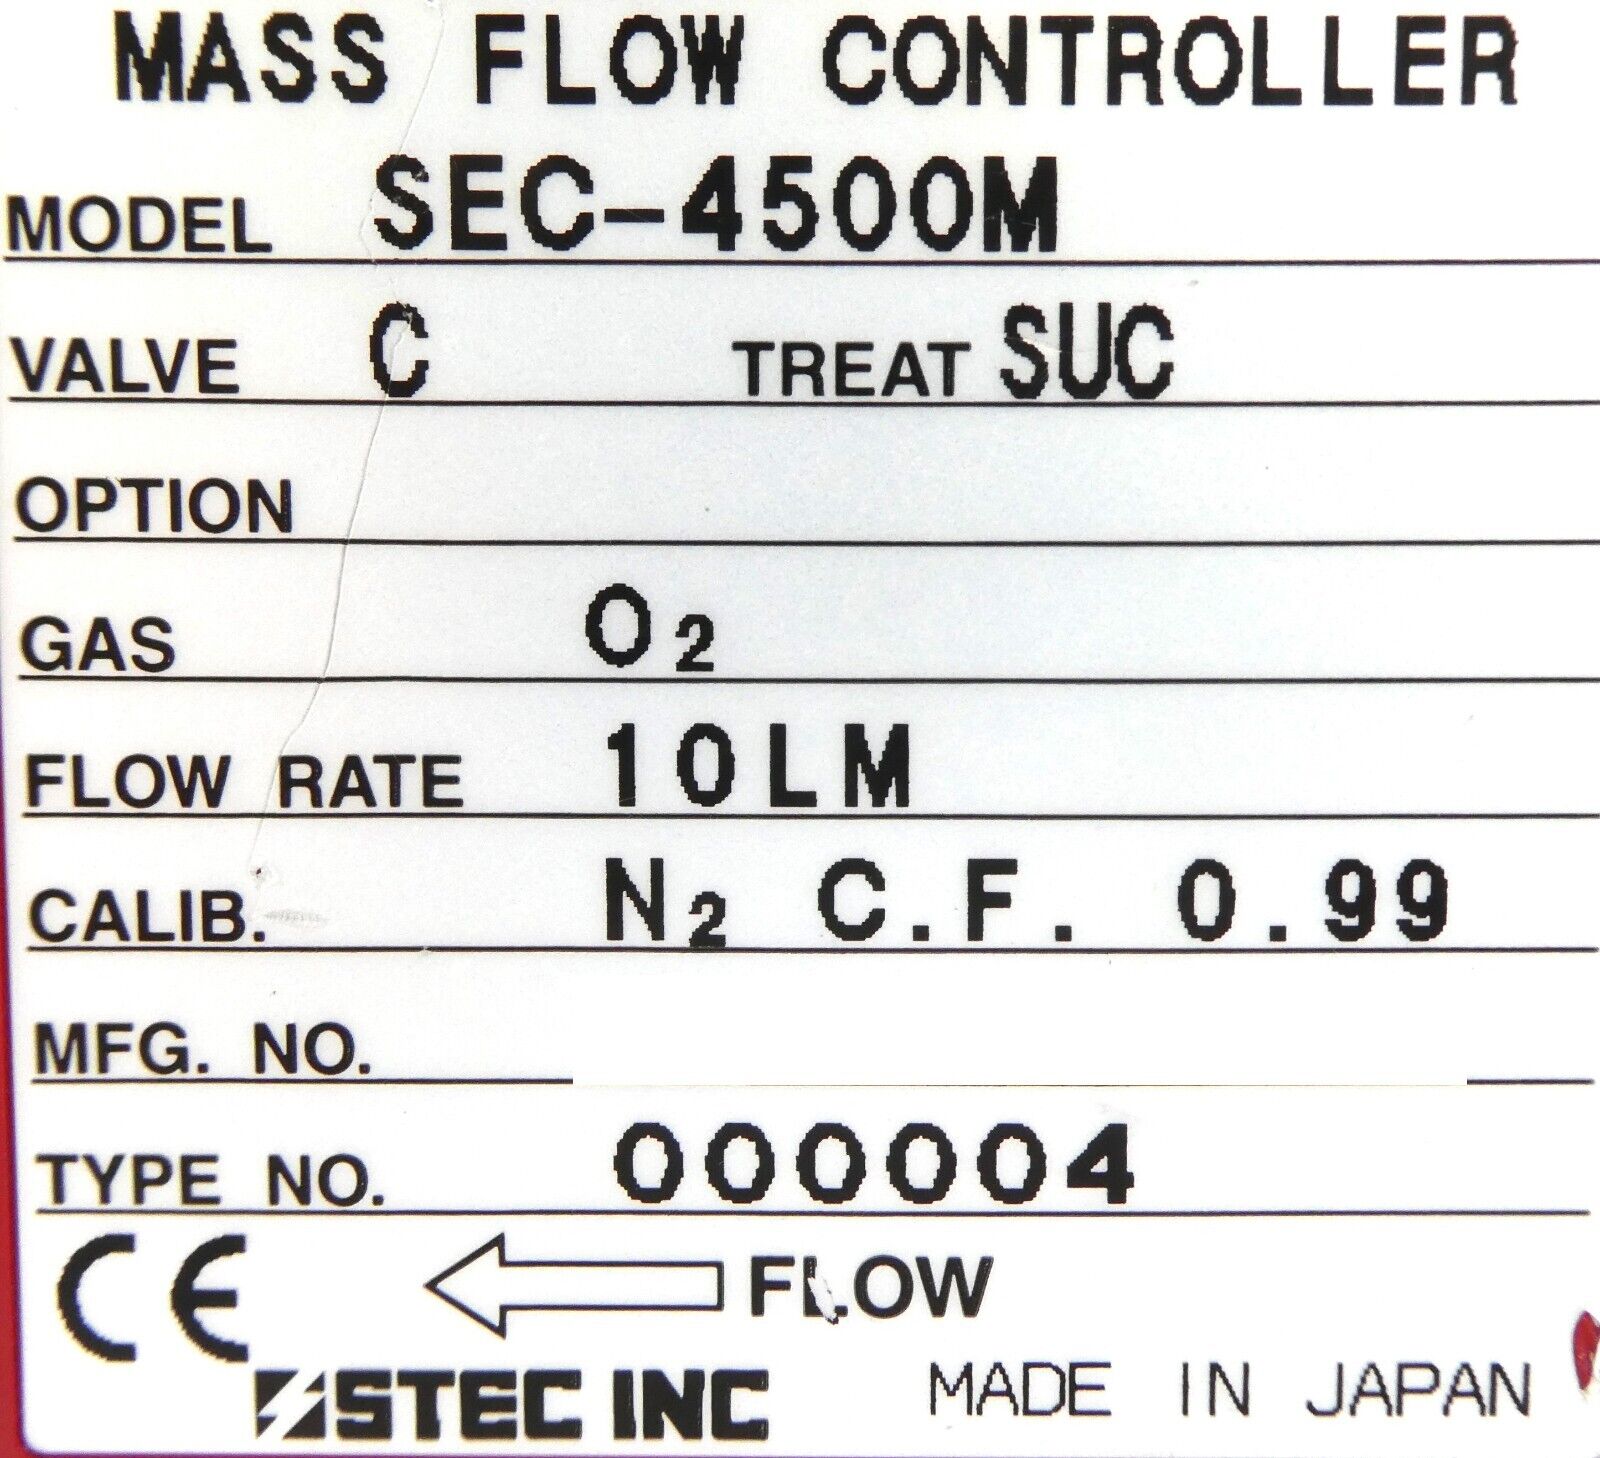 MASS FLOW CONTROLLER
MODEL SEC-4500M
VALVE C TREAT SUC
OPTION
GAS O2
FLOW RATE 10LM
CALIB. N2 C.F. 0.99
MFG. NO.
TYPE NO. 000004
CE FLOW
STEC INC MADE IN JAPAN